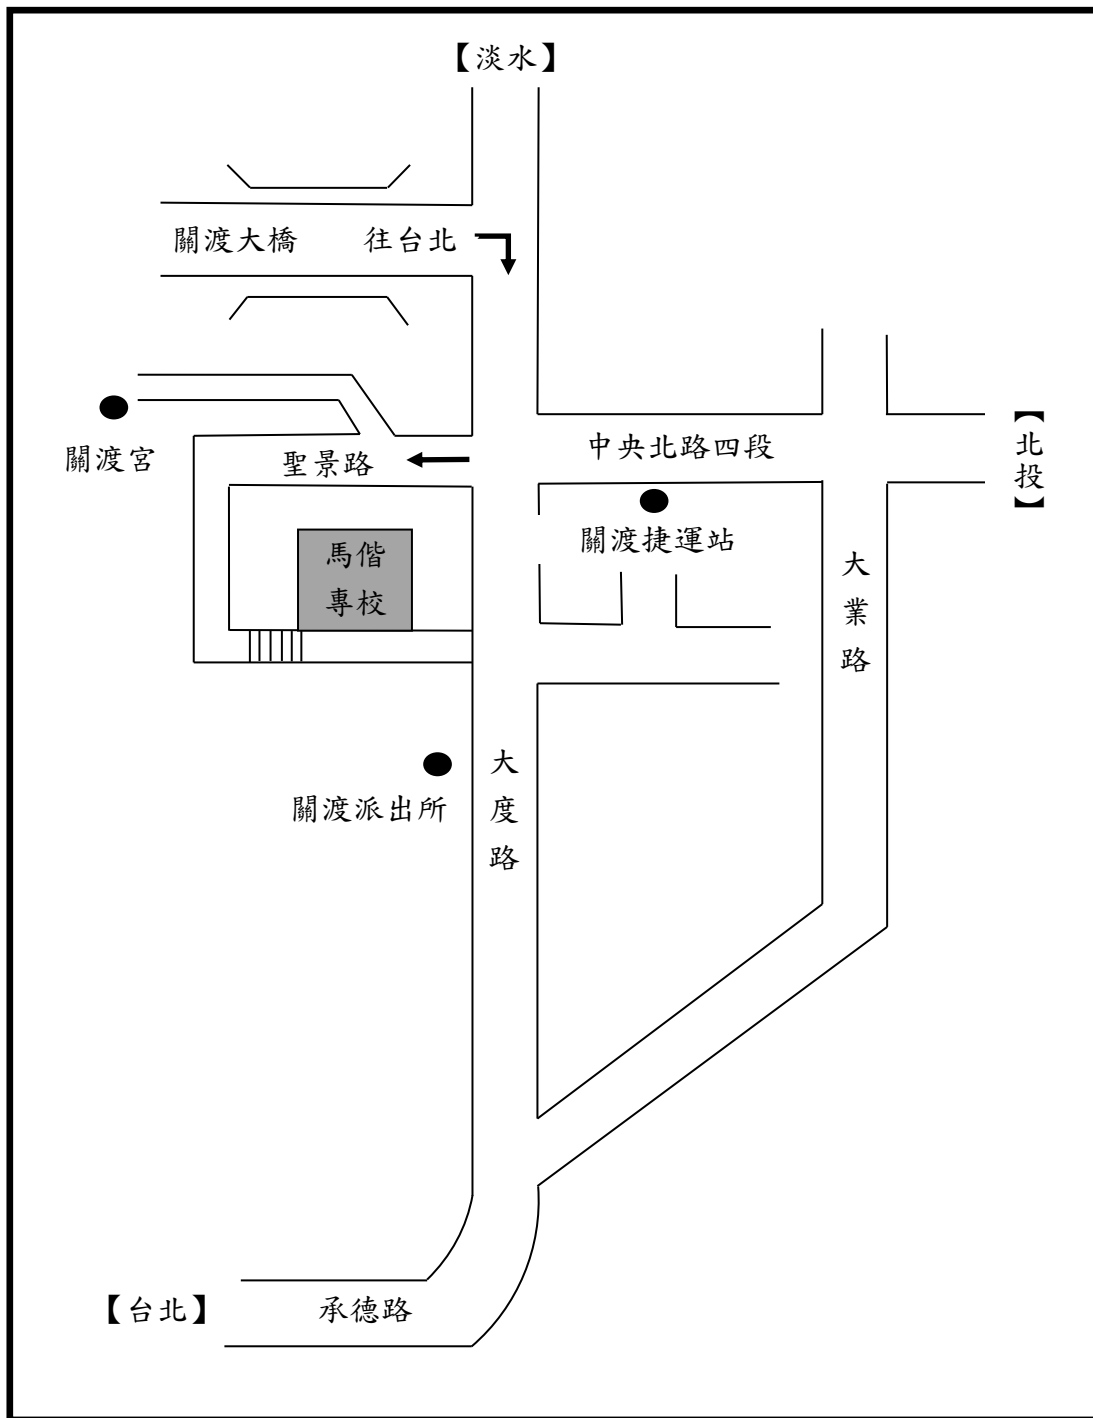 【淡水】
關渡大橋
往台北
關渡宮
聖景路
中央北路四段
【北投】
關渡捷運站
馬偕
專校
大業路
關渡派出所
大度路
【台北】
承德路